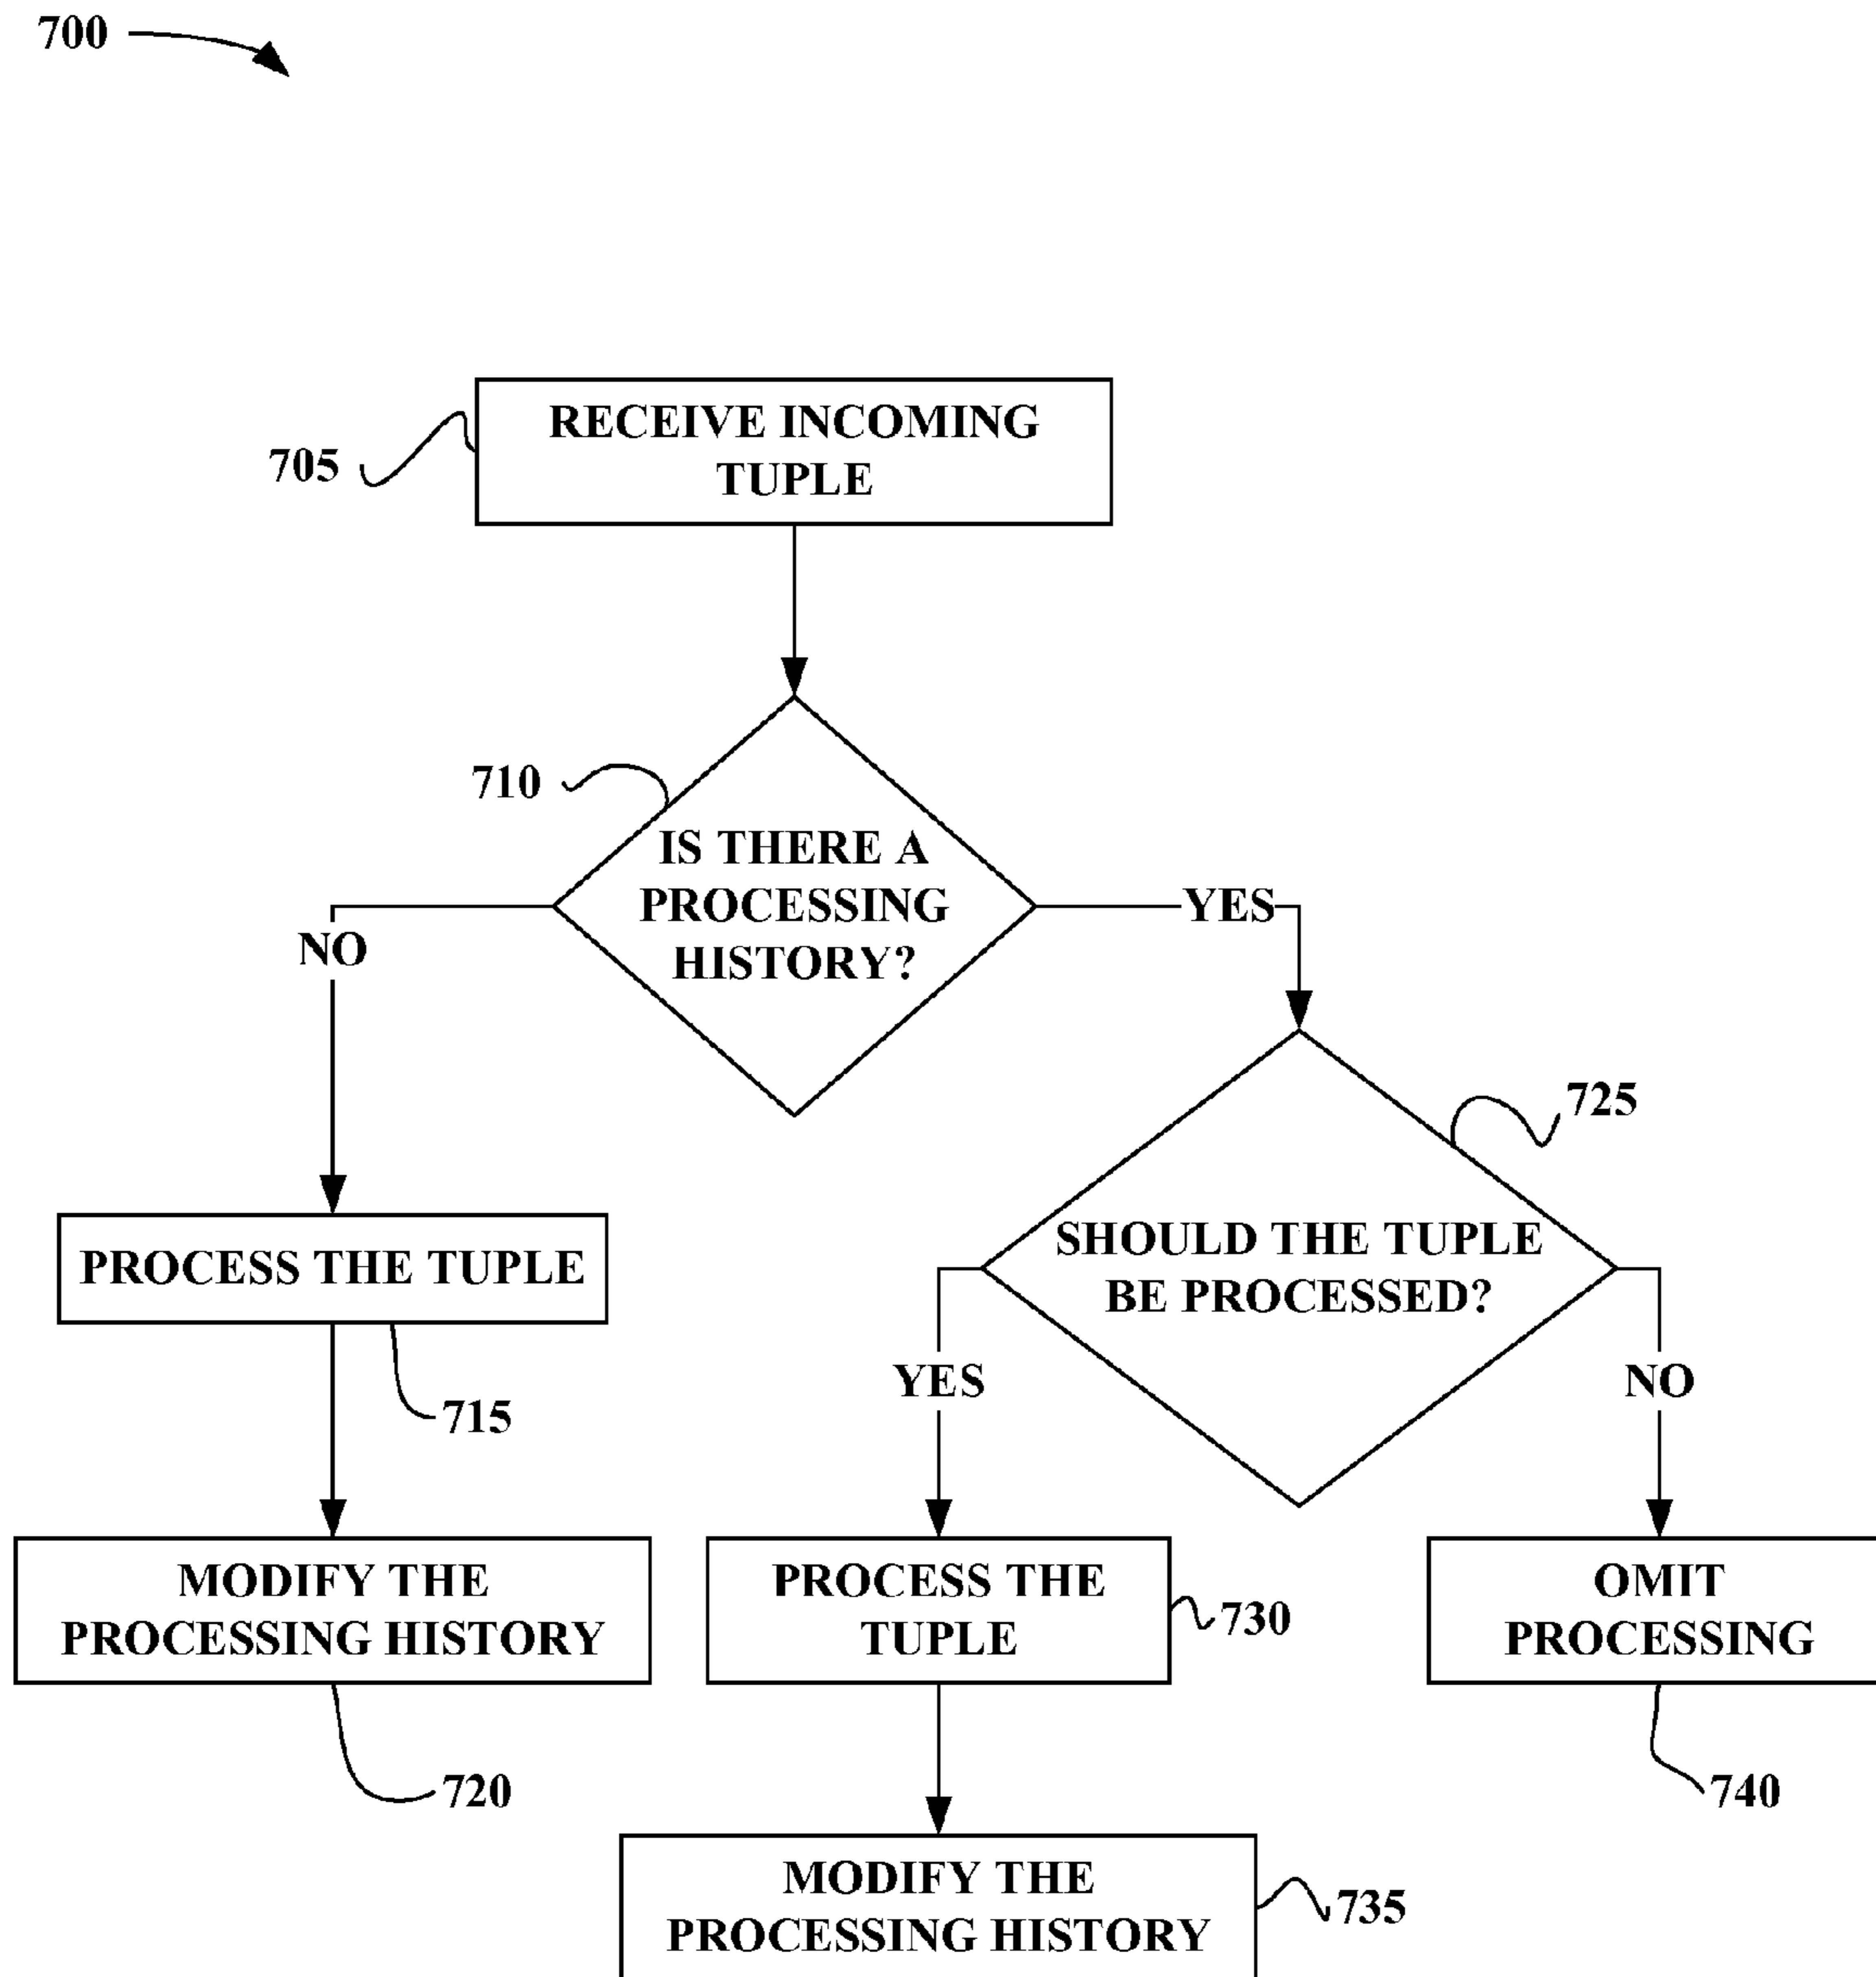 700
RECEIVE INCOMING
TUPLE
705
710
IS THERE A
PROCESSING
HISTORY?
NO
YES
725
SHOULD THE TUPLE
BE PROCESSED?
PROCESS THE TUPLE
715
YES
NO
MODIFY THE
PROCESSING HISTORY
720
PROCESS THE
TUPLE
730
OMIT
PROCESSING
740
MODIFY THE
PROCESSING HISTORY
735